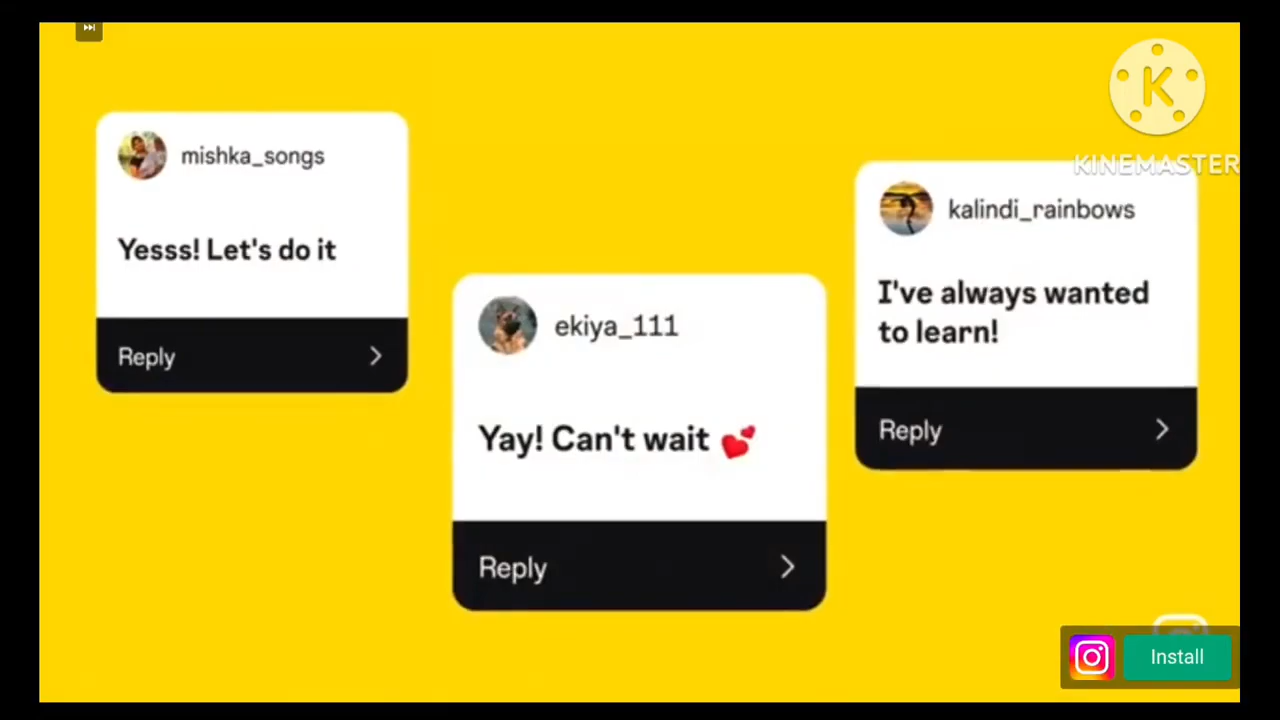 KINEMASTER
mishka_songs
Yesss! Let's do it
Reply
ekiya_111
Yay! Can't wait 💕
Reply
kalindi_rainbows
I've always wanted
to learn!
Reply
Install